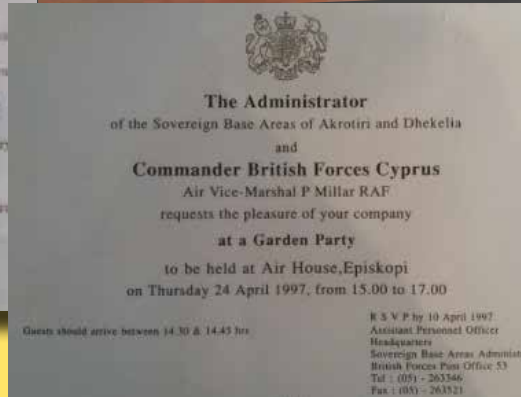 The Administrator
of the Sovereign Base Areas of Akrotiri and Dhekelia
and
Commander British Forces Cyprus
Air Vice-Marshal P Millar RAF
requests the pleasure of your company
at a Garden Party
to be held at Air House,Episkopi
on Thursday 24 April 1997, from 15.00 to 17.00
Guests should arrive between 14.30 & 14.45 hrs
R S V P by 10 April 1997
Assistant Personnel Officer
Headquarters
Sovereign Base Areas Administ
British Forces Post Office 53
Tel : (05) - 263346
Fax : (05) - 263521